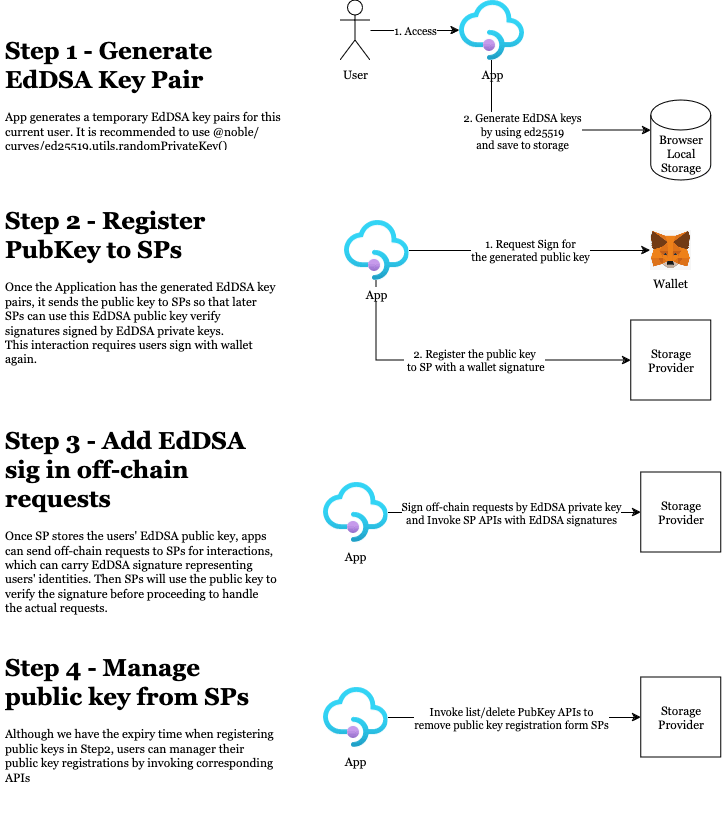 Step 1 - Generate
EdDSA Key Pair
App generates a temporary EdDSA key pairs for this
current user. It is recommended to use @noble/
curves/ed25519.utils.randomPrivateKey()
User
1. Access
App
2. Generate EdDSA keys
by using ed25519
and save to storage
Browser
Local
Storage
Step 2 - Register
PubKey to SPs
Once the Application has the generated EdDSA key
pairs, it sends the public key to SPs so that later
SPs can use this EdDSA public key verify
signatures signed by EdDSA private keys.
This interaction requires users sign with wallet
again.
App
1. Request Sign for
the generated public key
Wallet
2. Register the public key
to SP with a wallet signature
Storage
Provider
Step 3 - Add EdDSA
sig in off-chain
requests
Once SP stores the users' EdDSA public key, apps
can send off-chain requests to SPs for interactions,
which can carry EdDSA signature representing
users' identities. Then SPs will use the public key to
verify the signature before proceeding to handle
the actual requests.
App
Sign off-chain requests by EdDSA private key
and Invoke SP APIs with EdDSA signatures
Storage
Provider
Step 4 - Manage
public key from SPs
Although we have the expiry time when registering
public keys in Step2, users can manager their
public key registrations by invoking corresponding
APIs
App
Invoke list/delete PubKey APIs to
remove public key registration form SPs
Storage
Provider